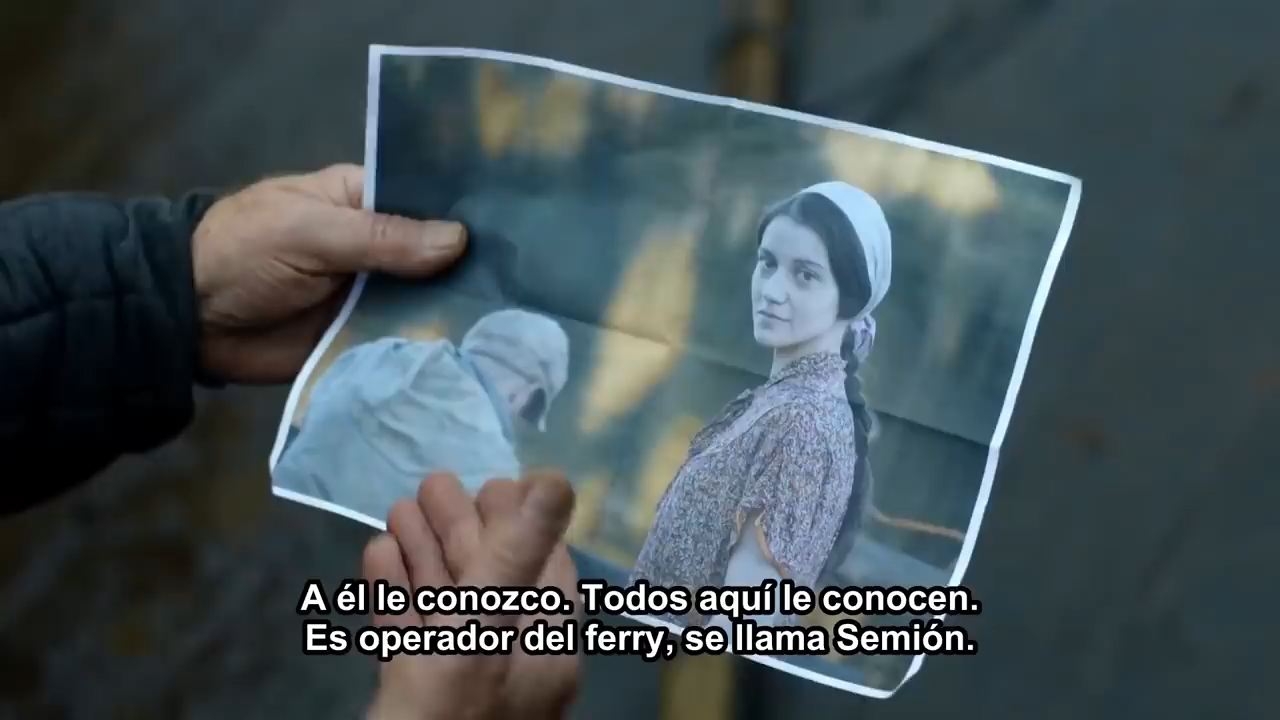 A él le conozco. Todos aquí le conocen.
Es operador del ferry, se llama Semión.